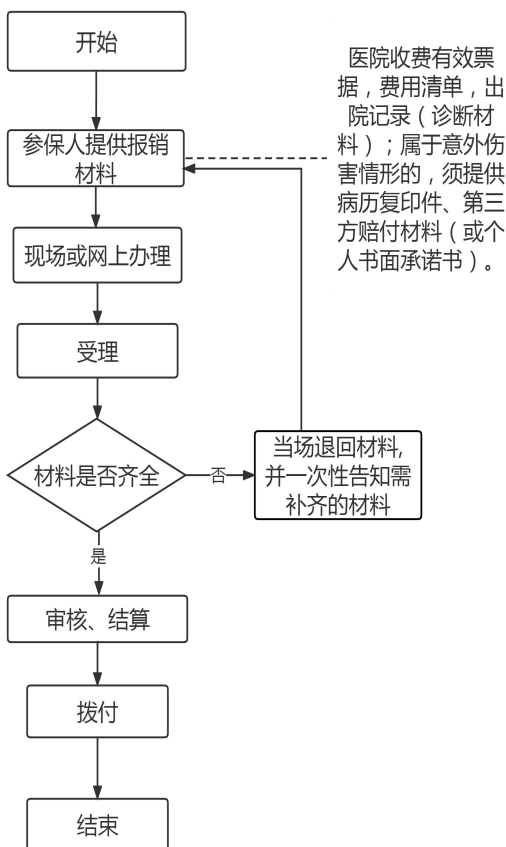 开始
医院收费有效票
据，费用清单，出
院记录（诊断材
料）；属于意外伤
害情形的，须提供
病历复印件、第三
方赔付材料（或个
人书面承诺书）。
参保人提供报销
材料
现场或网上办理
受理
材料是否齐全
否
当场退回材料,
并一次性告知需
补齐的材料
是
审核、结算
拨付
结束